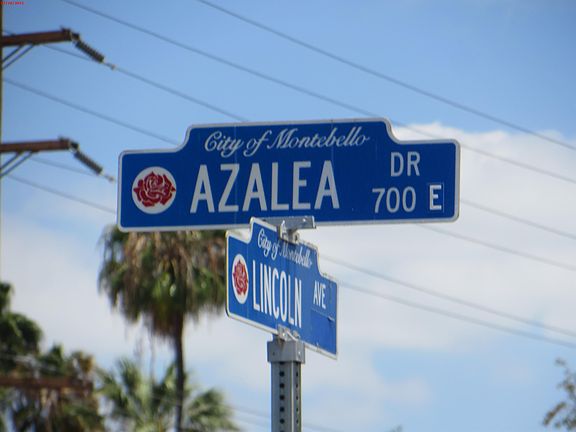 City of Montebello
AZALEA DR
700 E
City of Montebello
LINCOLN AVE